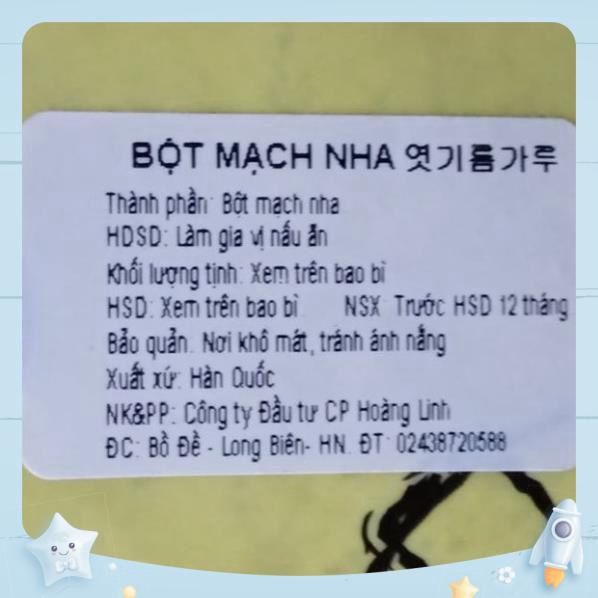 BỘT MẠCH NHA 엿기름가루
Thành phần: Bột mạch nha
HDSD: Làm gia vị nấu ăn
Khối lượng tịnh: Xem trên bao bì
HSD: Xem trên bao bì NSX Trước HSD 12 tháng
Bảo quản: Nơi khô mát, tránh ánh nắng
Xuất xứ: Hàn Quốc
NK&PP: Công ty Đầu tư CP Hoàng Linh
ĐC: Bồ Đề - Long Biên- HN. ĐT: 02438720588